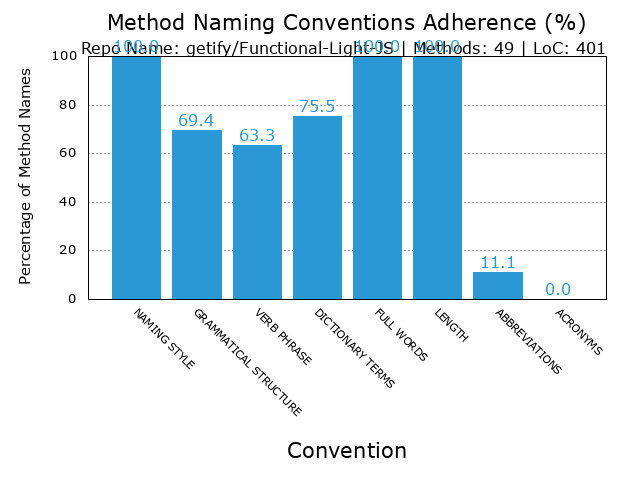 Method Naming Conventions Adherence (%)
Repo Name: getify/Functional-Light-JS | Methods: 49 | LoC: 401
Percentage of Method Names
100
80
60
40
20
0
100.0
69.4
63.3
75.5
100.0
100.0
11.1
0.0
NAMING STYLE
GRAMMATICAL STRUCTURE
VERB PHRASE
DICTIONARY TERMS
FULL WORDS
LENGTH
ABBREVIATIONS
ACRONYMS
Convention